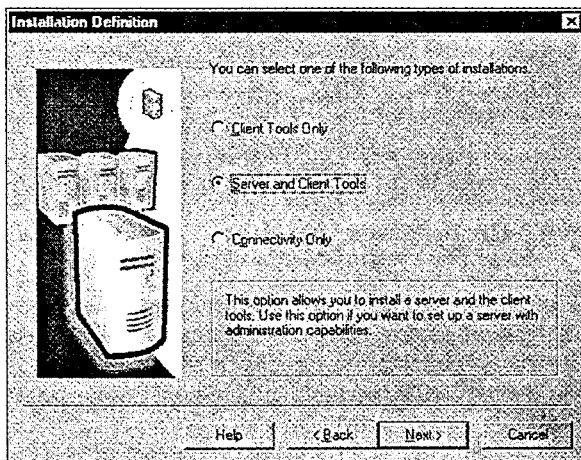 Installation Definition
You can select one of the following types of installations.
Client Tools Only
Server and Client Tools
Connectivity Only
This option allows you to install a server and the client
tools. Use this option if you want to set up a server with
administration capabilities.
Help < Back Next > Cancel